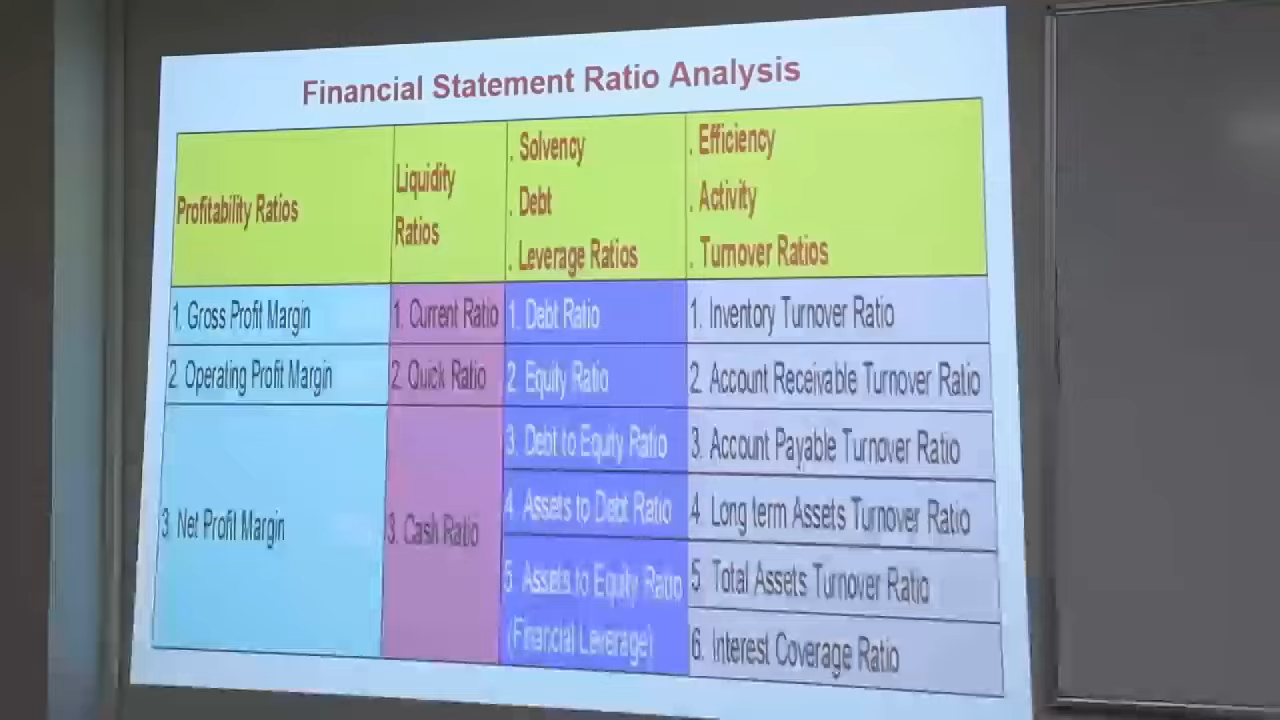 Financial Statement Ratio Analysis
Profitability Ratios
Liquidity
Ratios
. Solvency
. Debt
. Leverage Ratios
. Efficiency
. Activity
. Turnover Ratios
1. Gross Profit Margin
1. Current Ratio
1. Debt Ratio
1. Inventory Turnover Ratio
2. Operating Profit Margin
2. Quick Ratio
2. Equity Ratio
2. Account Receivable Turnover Ratio
3. Net Profit Margin
3. Cash Ratio
3. Debt to Equity Ratio
3. Account Payable Turnover Ratio
4. Assets to Debt Ratio
4. Long term Assets Turnover Ratio
5. Assets to Equity Ratio
(Financial Leverage)
5. Total Assets Turnover Ratio
6. Interest Coverage Ratio